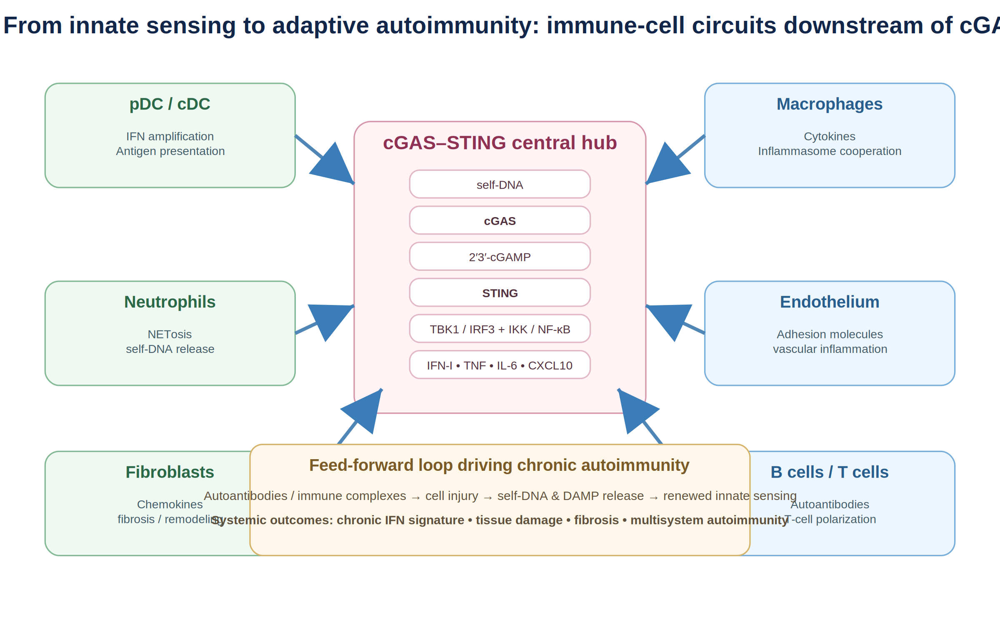 From innate sensing to adaptive autoimmunity: immune-cell circuits downstream of cGA
pDC / cDC
IFN amplification
Antigen presentation
Macrophages
Cytokines
Inflammasome cooperation
cGAS–STING central hub
self-DNA
cGAS
2′3′-cGAMP
STING
TBK1 / IRF3 + IKK / NF-κB
IFN-I • TNF • IL-6 • CXCL10
Neutrophils
NETosis
self-DNA release
Endothelium
Adhesion molecules
vascular inflammation
Fibroblasts
Chemokines
fibrosis / remodeling
Feed-forward loop driving chronic autoimmunity
Autoantibodies / immune complexes → cell injury → self-DNA & DAMP release → renewed innate sensing
Systemic outcomes: chronic IFN signature • tissue damage • fibrosis • multisystem autoimmunity
B cells / T cells
Autoantibodies
T-cell polarization